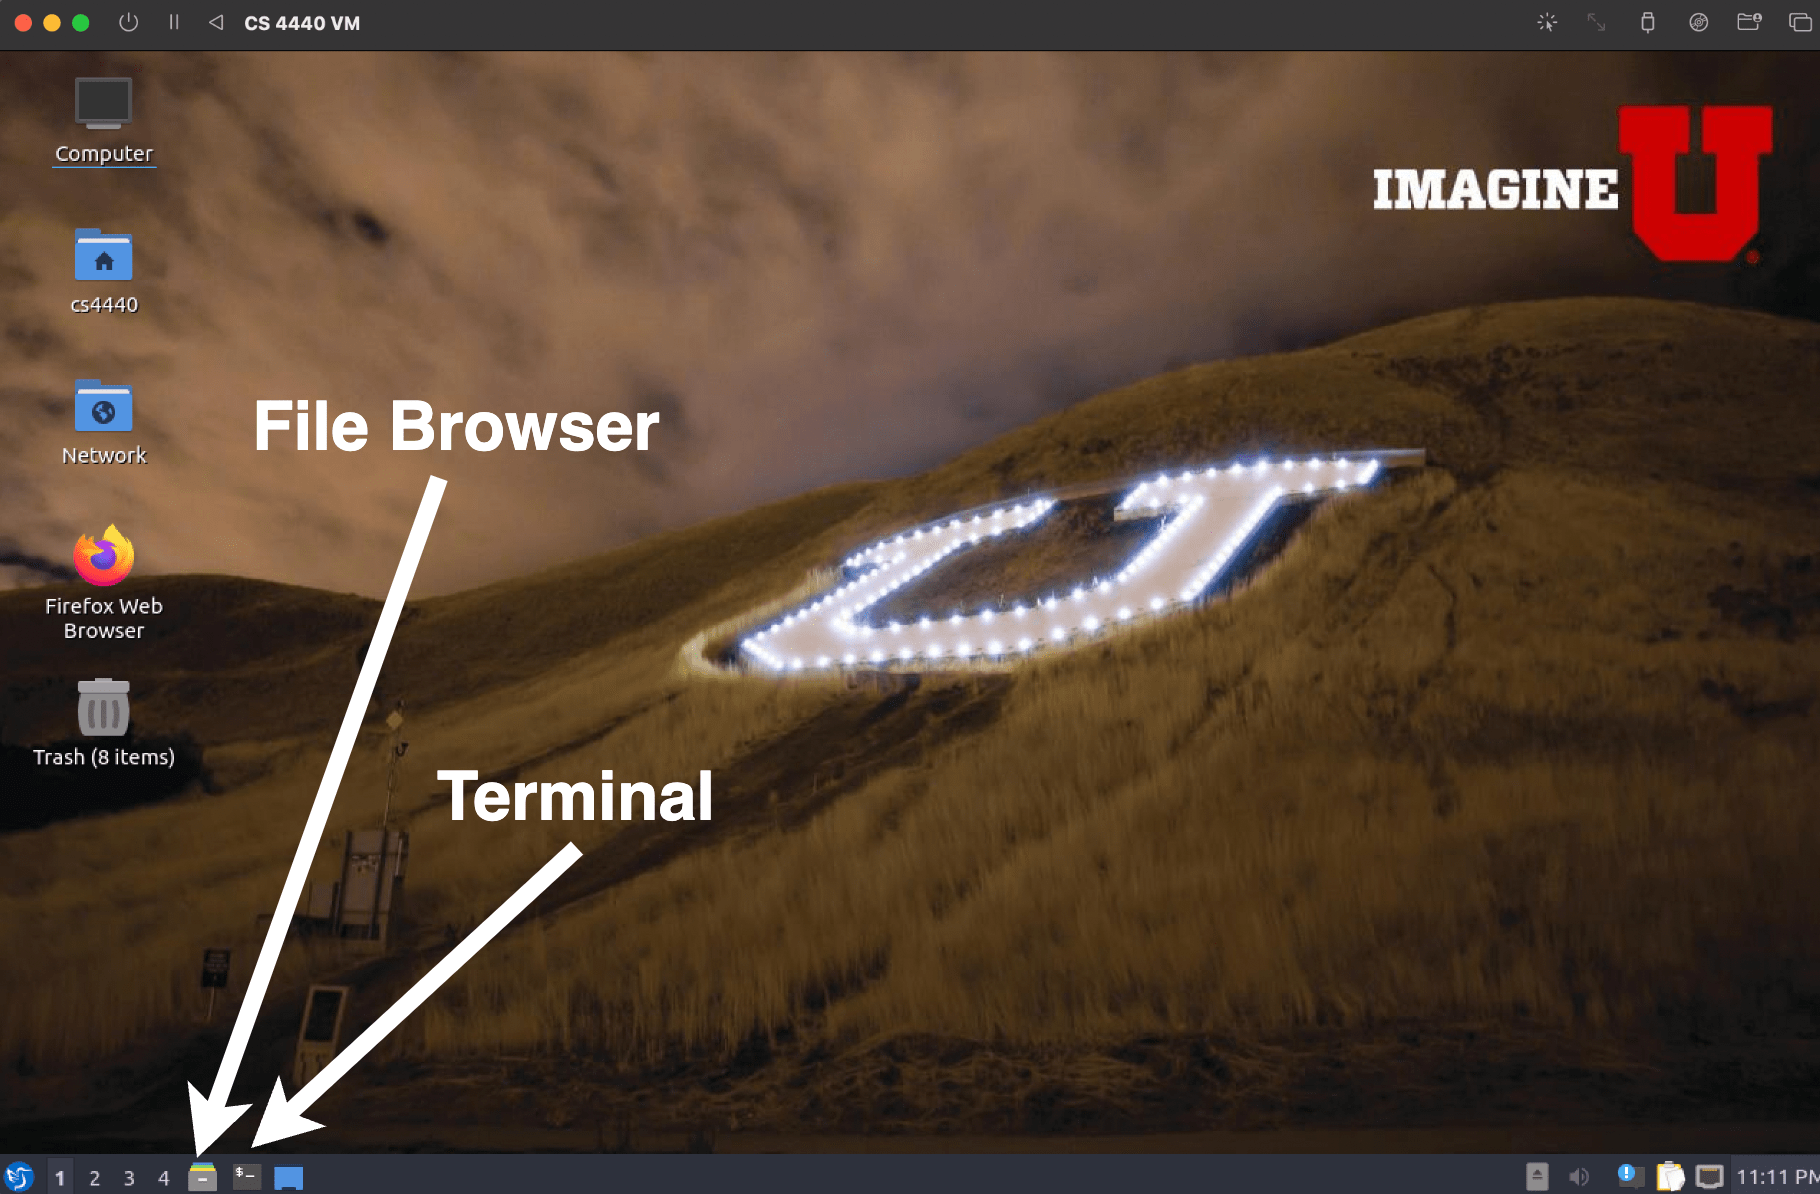 CS 4440 VM
Computer
IMAGINE U
cs4440
File Browser
Network
Firefox Web
Browser
Terminal
Trash (8 items)
1 2 3 4 $- 11:11 PM